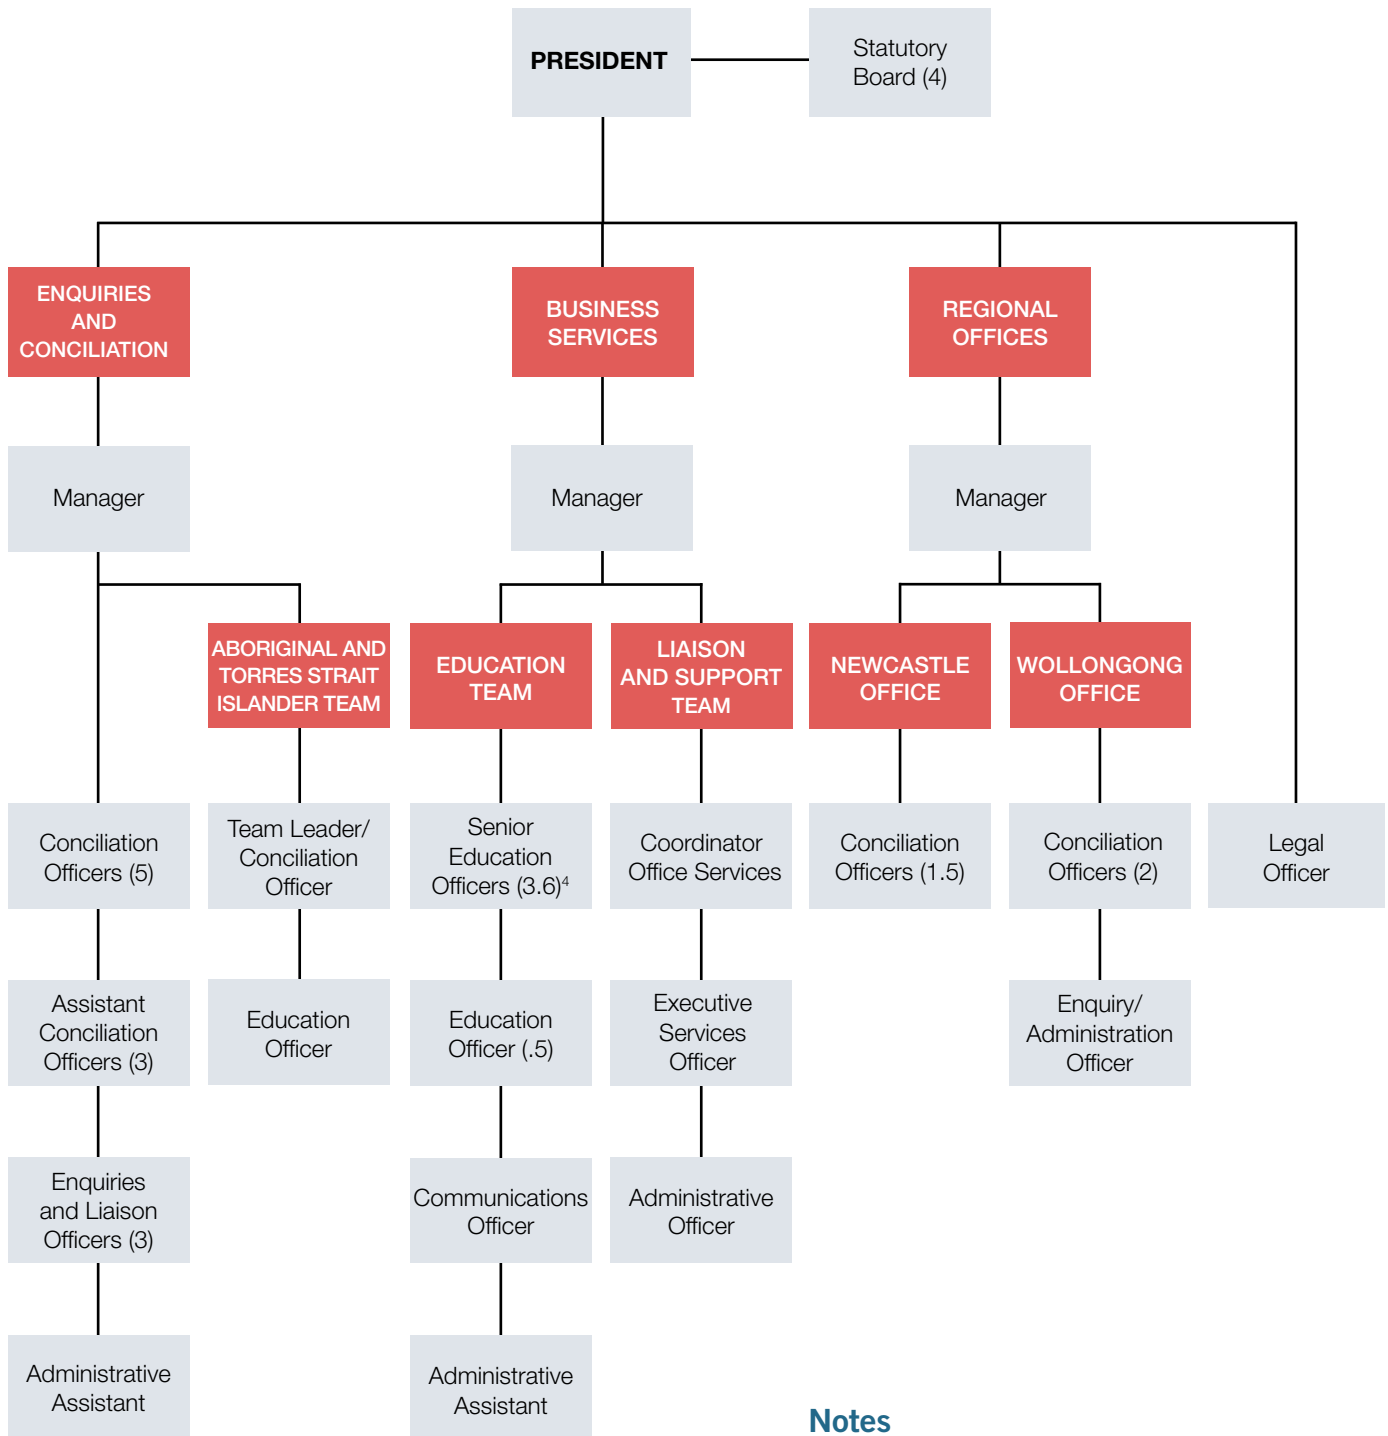 PRESIDENT
Statutory
Board (4)
ENQUIRIES
AND
CONCILIATION
BUSINESS
SERVICES
REGIONAL
OFFICES
Manager
Manager
Manager
ABORIGINAL AND
TORRES STRAIT
ISLANDER TEAM
EDUCATION
TEAM
LIAISON
AND SUPPORT
TEAM
NEWCASTLE
OFFICE
WOLLONGONG
OFFICE
Conciliation
Officers (5)
Team Leader/
Conciliation
Officer
Senior
Education
Officers (3.6)⁴
Coordinator
Office Services
Conciliation
Officers (1.5)
Conciliation
Officers (2)
Legal
Officer
Assistant
Conciliation
Officers (3)
Education
Officer
Education
Officer (.5)
Executive
Services
Officer
Enquiry/
Administration
Officer
Enquiries
and Liaison
Officers (3)
Communications
Officer
Administrative
Officer
Administrative
Assistant
Administrative
Assistant
Notes